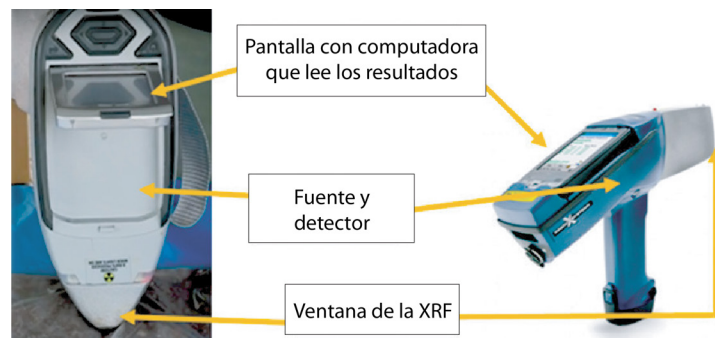 Pantalla con computadora
que lee los resultados
Fuente y
detector
Ventana de la XRF